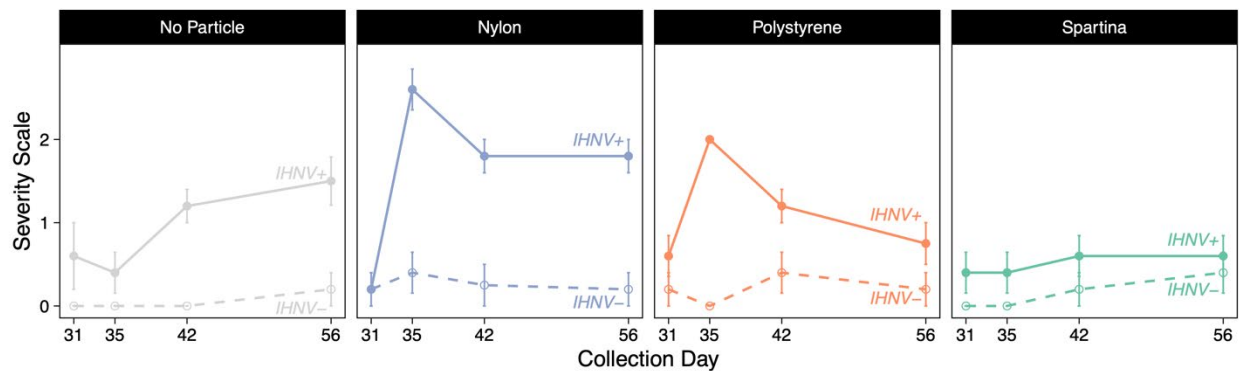 No Particle
Nylon
Polystyrene
Spartina
Severity Scale
2
1
0
IHNV+
IHNV−
IHNV+
IHNV−
IHNV+
IHNV−
IHNV+
IHNV−
31 35 42 56
31 35 42 56
31 35 42 56
31 35 42 56
Collection Day